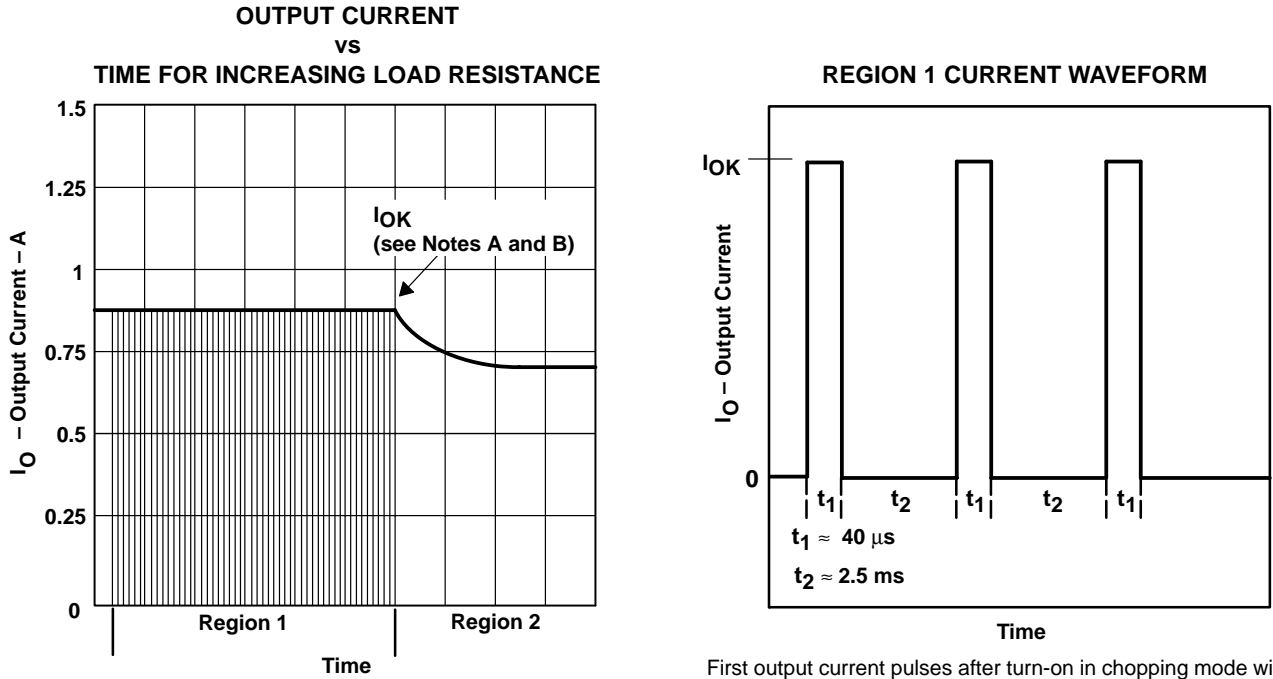 OUTPUT CURRENT
vs
TIME FOR INCREASING LOAD RESISTANCE
1.5
1.25
1
0.75
0.5
0.25
0
IO – Output Current – A
IOK
(see Notes A and B)
Region 1
Region 2
Time
REGION 1 CURRENT WAVEFORM
IOK
IO – Output Current
0
t1
t2
t1
t2
t1
t1 ≈ 40 μs
t2 ≈ 2.5 ms
Time
First output current pulses after turn-on in chopping mode